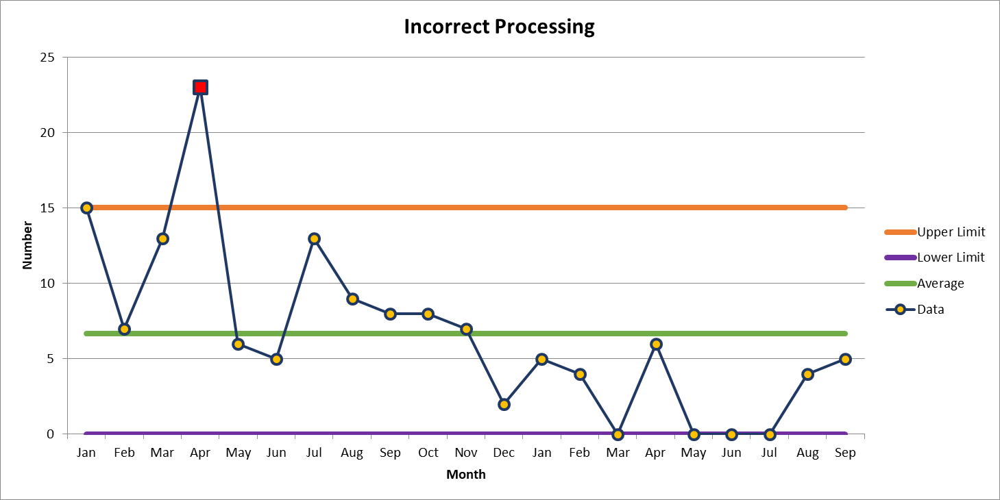 Incorrect Processing
25
20
15
10
5
0
Number
Jan Feb Mar Apr May Jun Jul Aug Sep Oct Nov Dec Jan Feb Mar Apr May Jun Jul Aug Sep
Month
Upper Limit
Lower Limit
Average
Data